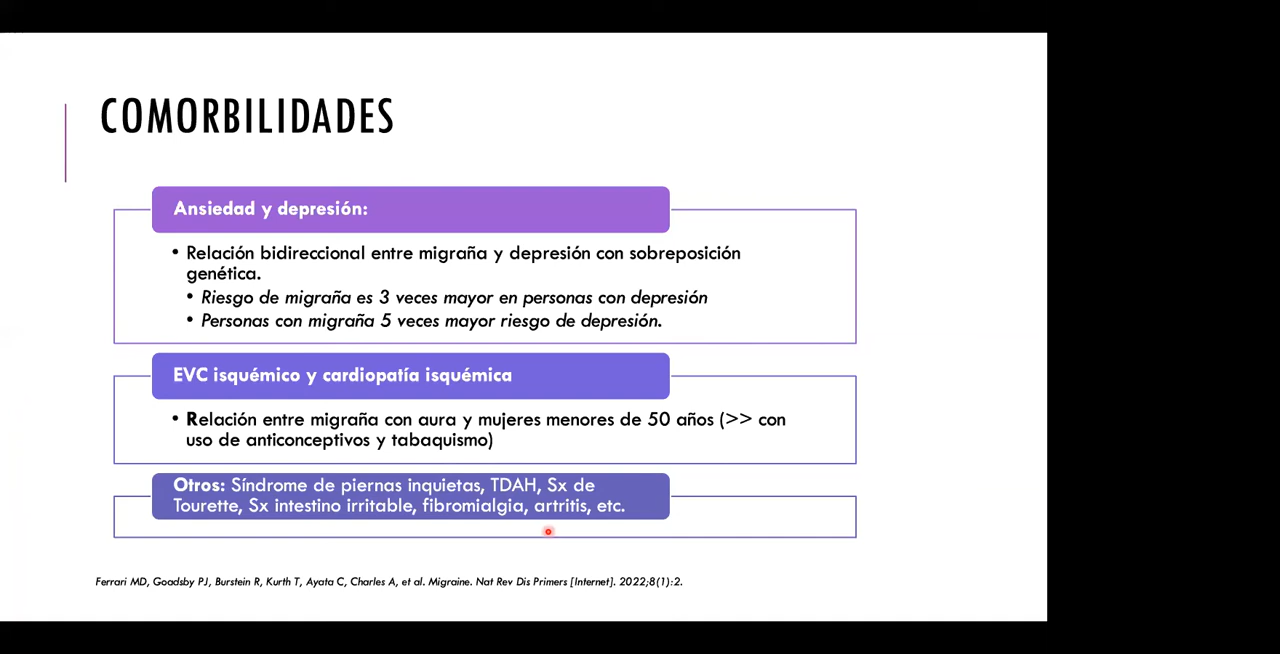 COMORBILIDADES
Ansiedad y depresión:
• Relación bidireccional entre migraña y depresión con sobreposición
genética.
• Riesgo de migraña es 3 veces mayor en personas con depresión
• Personas con migraña 5 veces mayor riesgo de depresión.
EVC isquémico y cardiopatía isquémica
• Relación entre migraña con aura y mujeres menores de 50 años (>> con
uso de anticonceptivos y tabaquismo)
Otros: Síndrome de piernas inquietas, TDAH, Sx de
Tourette, Sx intestino irritable, fibromialgia, artritis, etc.
Ferrari MD, Goadsby PJ, Burstein R, Kurth T, Ayata C, Charles A, et al. Migraine. Nat Rev Dis Primers [Internet]. 2022;8(1):2.